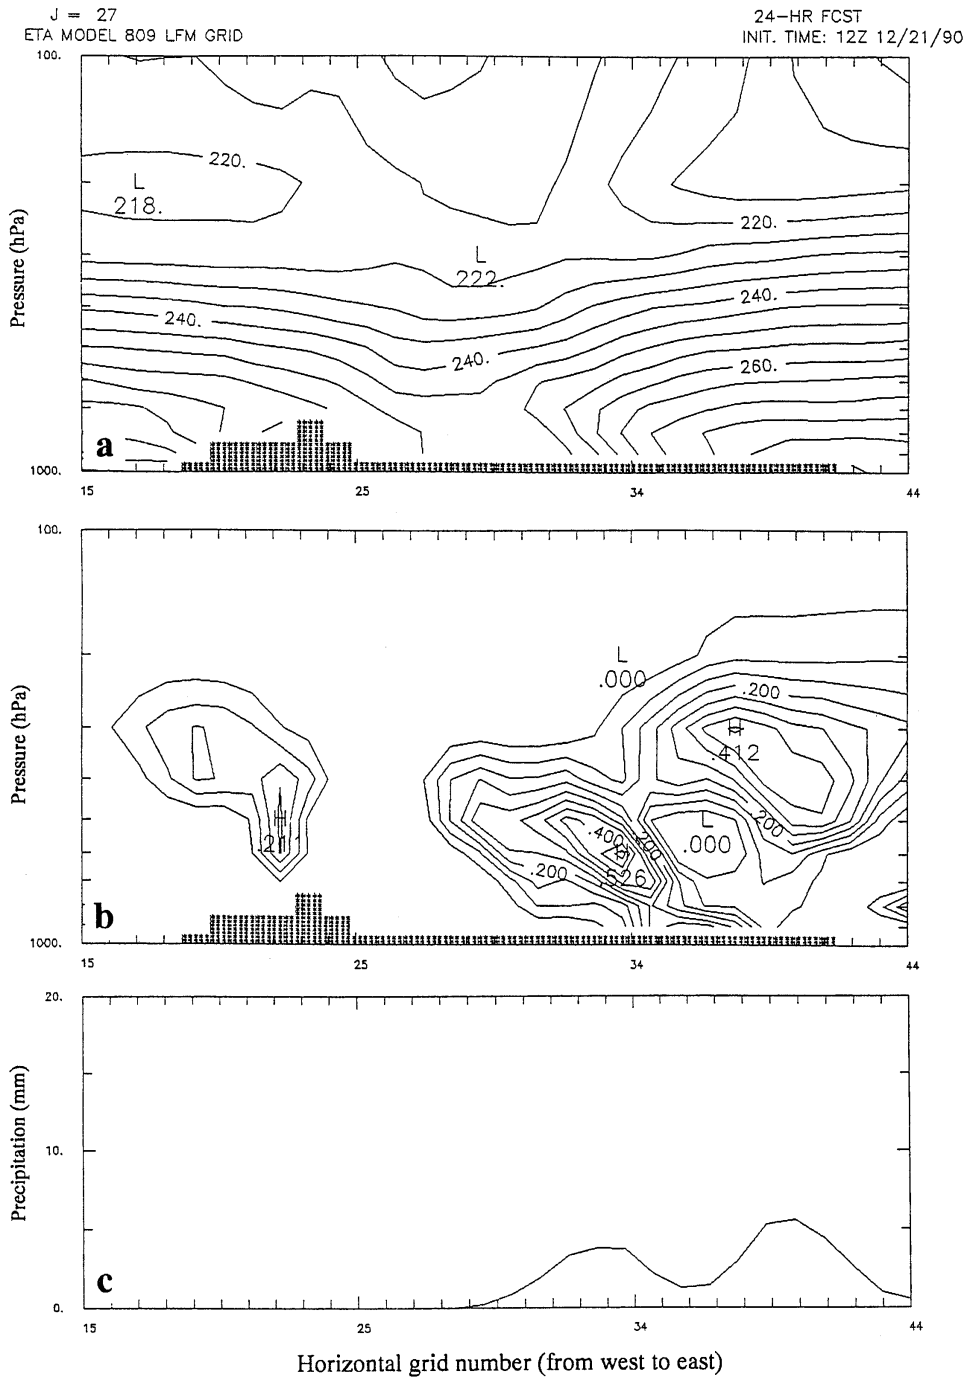 J = 27
24-HR FCST
ETA MODEL 809 LFM GRID
INIT. TIME: 12Z 12/21/90
100.
220.
L
218.
220.
L
222.
240.
240.
240.
260.
a
1000.
15
25
34
44
Pressure (hPa)
100.
L
.000
.200
H
.412
H
.211
.200
L
.000
.400
.200
.200
.526
b
1000.
15
25
34
44
Pressure (hPa)
20.
10.
c
0.
15
25
34
44
Precipitation (mm)
Horizontal grid number (from west to east)